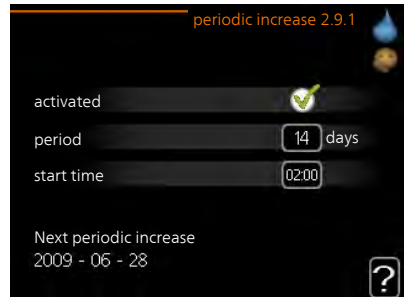 periodic increase 2.9.1
activated
period 14 days
start time 02:00
Next periodic increase
2009 - 06 - 28
?